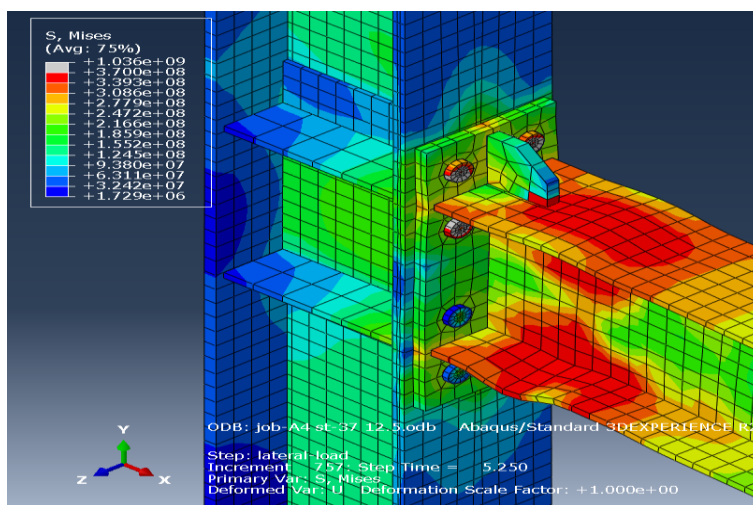 S, Mises
(Avg: 75%)
+1.036e+09
+3.700e+08
+3.393e+08
+3.086e+08
+2.779e+08
+2.472e+08
+2.166e+08
+1.859e+08
+1.552e+08
+1.245e+08
+9.380e+07
+6.311e+07
+3.242e+07
+1.729e+06
Y
Z
X
ODB: job-A4 st-37 12.5.odb Abaqus/Standard 3DEXPERIENCE
Step: lateral-load
Increment 757: Step Time = 5.250
Primary Var: S, Mises
Deformed Var: U Deformation Scale Factor: +1.000e+00